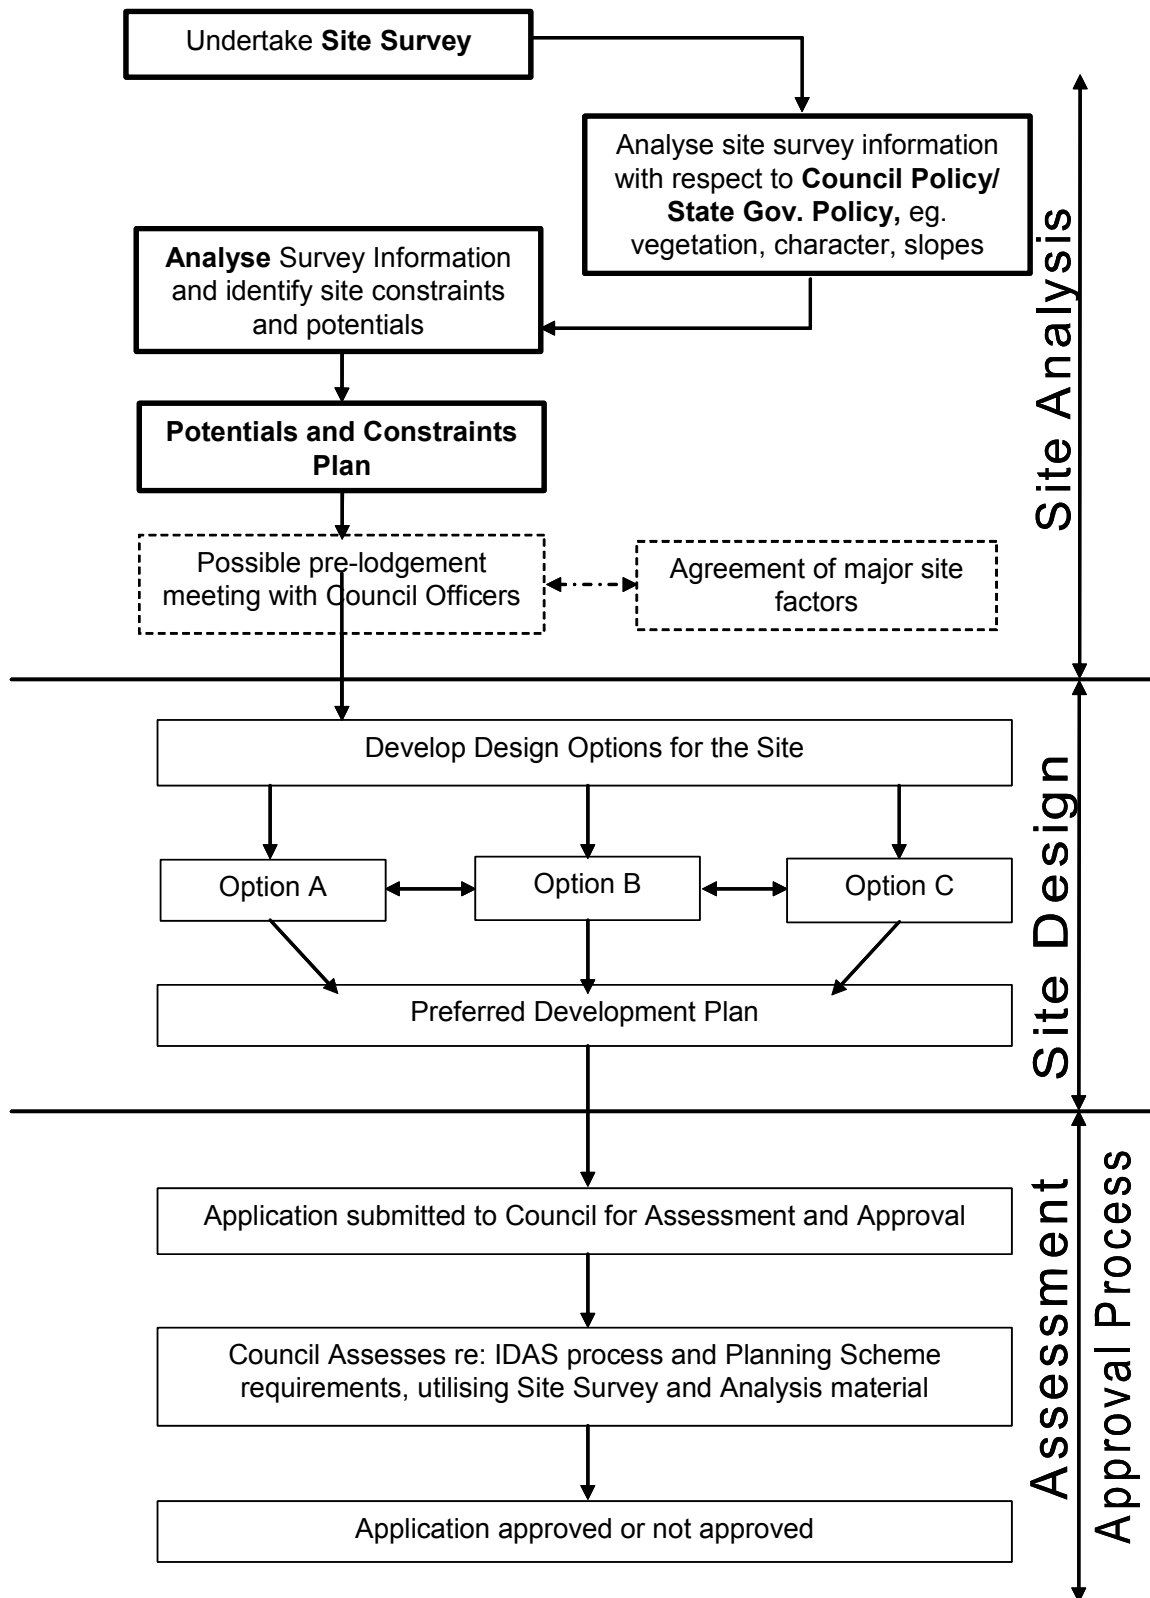 Undertake Site Survey
Analyse site survey information
with respect to Council Policy/
State Gov. Policy, eg.
vegetation, character, slopes
Analyse Survey Information
and identify site constraints
and potentials
Potentials and Constraints
Plan
Possible pre-lodgement
meeting with Council Officers
Agreement of major site
factors
Site Analysis
Develop Design Options for the Site
Option A
Option B
Option C
Preferred Development Plan
Site Design
Application submitted to Council for Assessment and Approval
Council Assesses re: IDAS process and Planning Scheme
requirements, utilising Site Survey and Analysis material
Application approved or not approved
Assessment
Approval Process